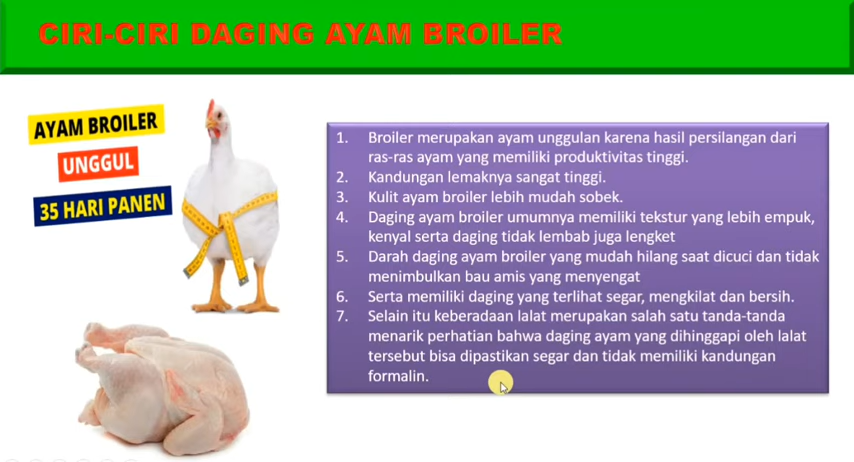 CIRI-CIRI DAGING AYAM BROILER
AYAM BROILER
UNGGUL
35 HARI PANEN
1. Broiler merupakan ayam unggulan karena hasil persilangan dari
ras-ras ayam yang memiliki produktivitas tinggi.
2. Kandungan lemaknya sangat tinggi.
3. Kulit ayam broiler lebih mudah sobek.
4. Daging ayam broiler umumnya memiliki tekstur yang lebih empuk,
kenyal serta daging tidak lembab juga lengket
5. Darah daging ayam broiler yang mudah hilang saat dicuci dan tidak
menimbulkan bau amis yang menyengat
6. Serta memiliki daging yang terlihat segar, mengkilat dan bersih.
7. Selain itu keberadaan lalat merupakan salah satu tanda-tanda
menarik perhatian bahwa daging ayam yang dihinggapi oleh lalat
tersebut bisa dipastikan segar dan tidak memiliki kandungan
formalin.